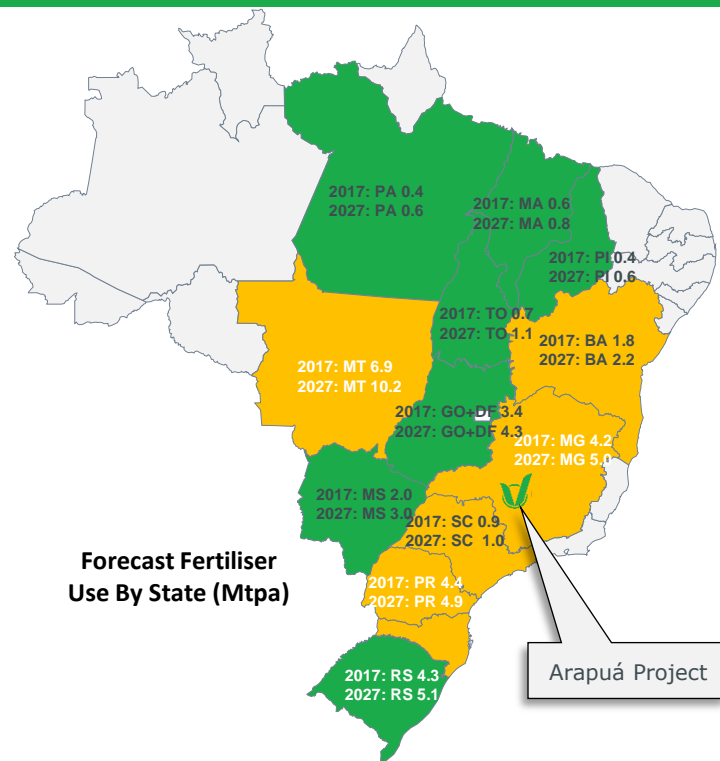 2017: PA 0.4
2027: PA 0.6
2017: MA 0.6
2027: MA 0.8
2017: PI 0.4
2027: PI 0.6
2017: TO 0.7
2027: TO 1.1
2017: BA 1.8
2027: BA 2.2
2017: MT 6.9
2027: MT 10.2
2017: GO+DF 3.4
2027: GO+DF 4.3
2017: MG 4.2
2027: MG 5.0
2017: MS 2.0
2027: MS 3.0
2017: SC 0.9
2027: SC 1.0
Forecast Fertiliser
Use By State (Mtpa)
2017: PR 4.4
2027: PR 4.9
Arapuá Project
2017: RS 4.3
2027: RS 5.1